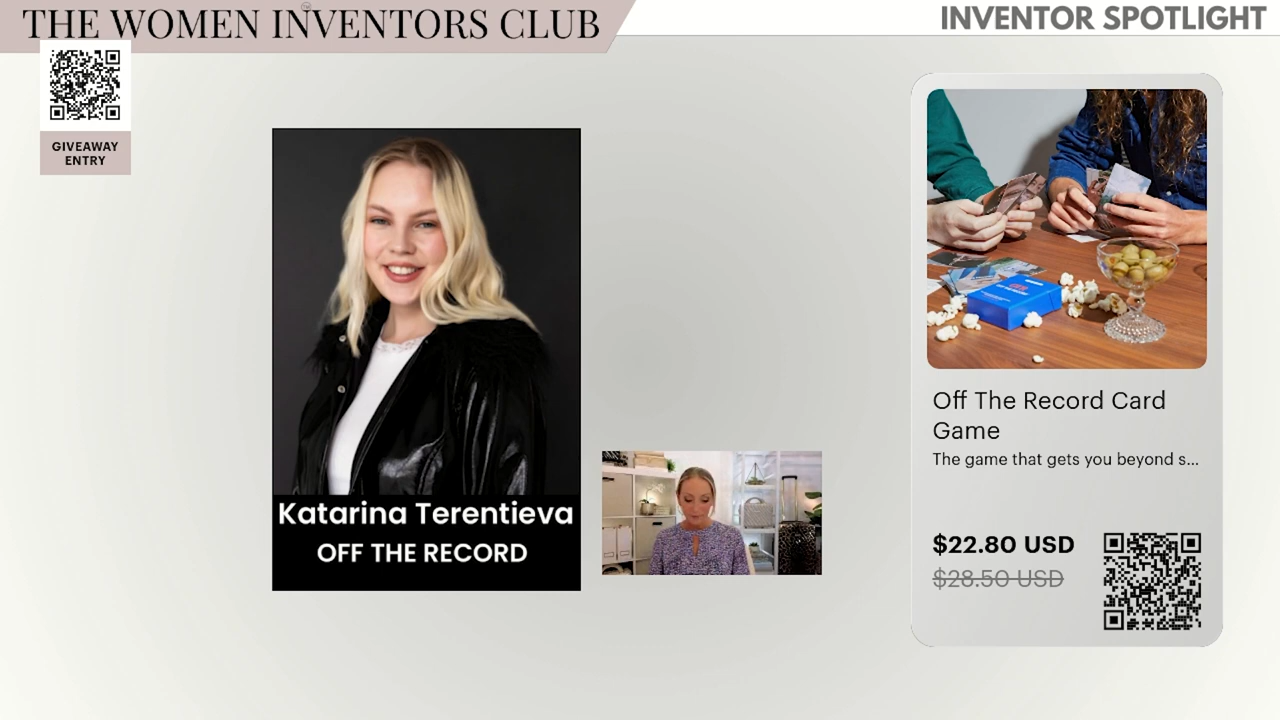 THE WOMEN INVENTORS CLUB
INVENTOR SPOTLIGHT
GIVEAWAY
ENTRY
Katarina Terentieva
OFF THE RECORD
Off The Record Card
Game
The game that gets you beyond s...
$22.80 USD
$28.50 USD